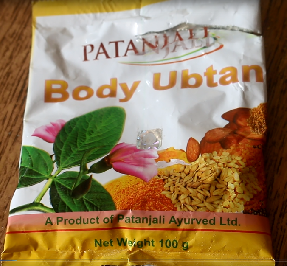 PATANJALI
Body Ubtan
A Product of Patanjali Ayurved Ltd.
Net Weight 100 g